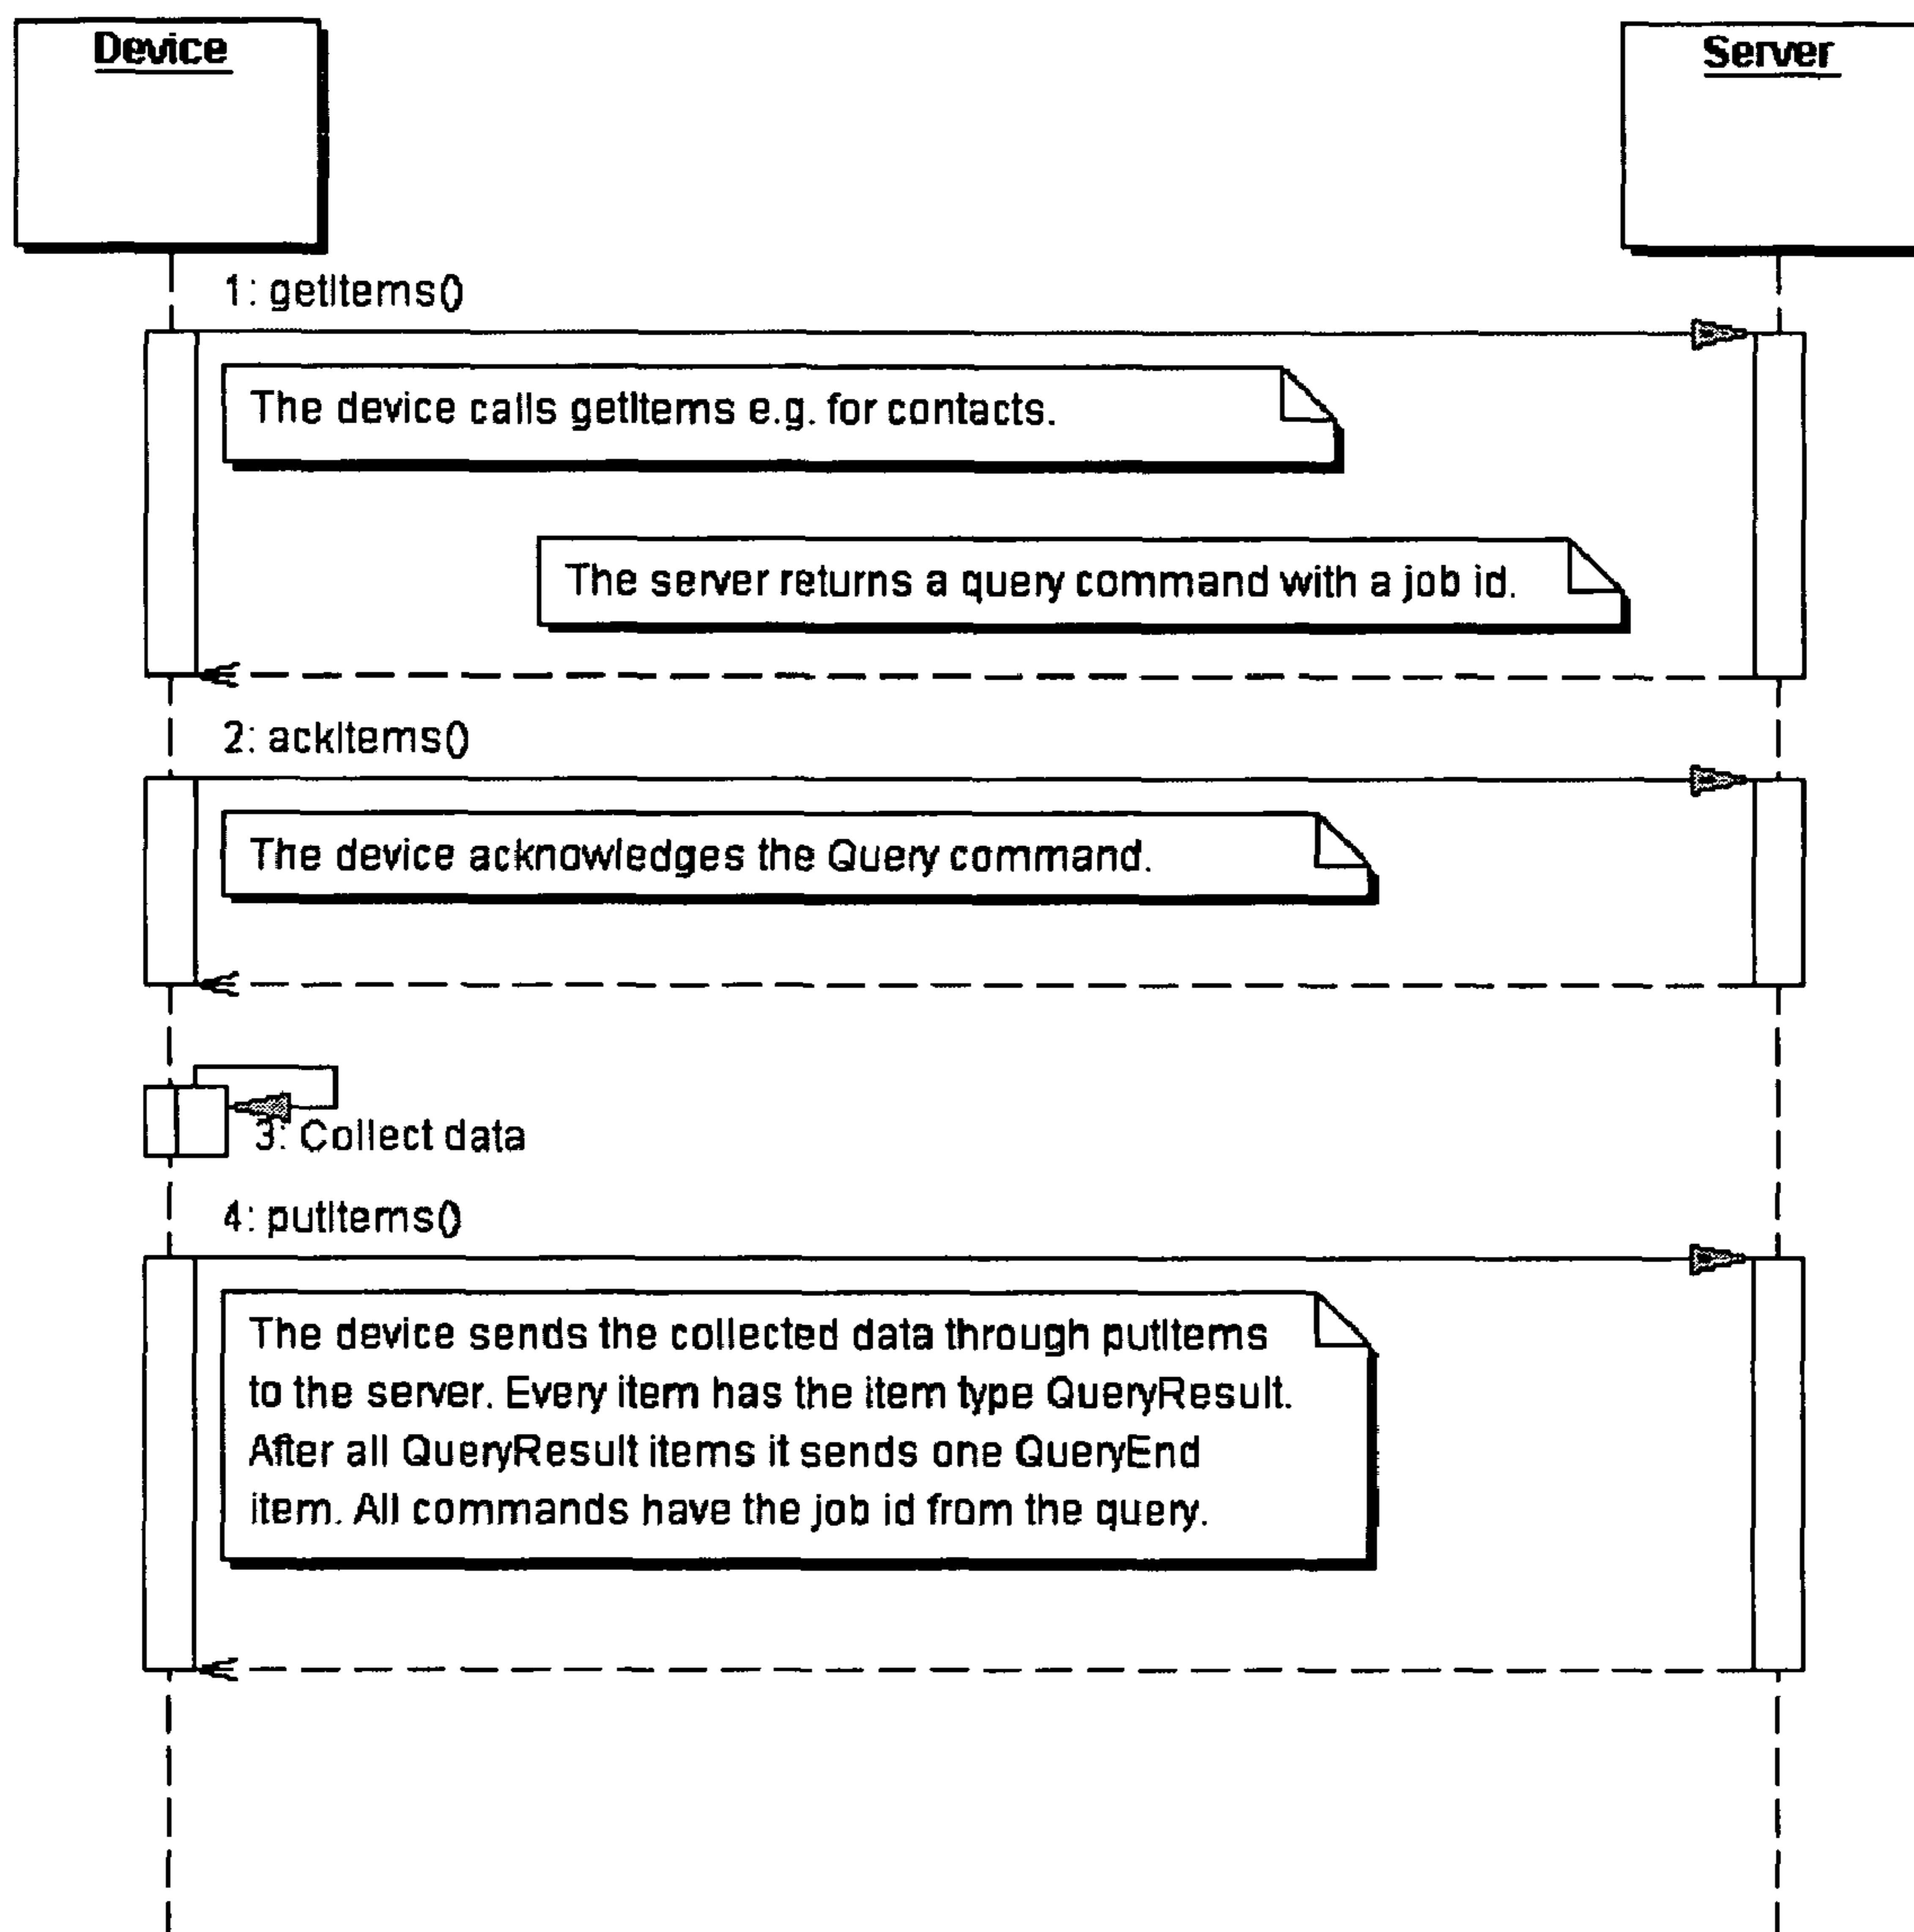 Device
Server
1: getItems()
The device calls getItems e.g. for contacts.
The server returns a query command with a job id.
2: ackItems()
The device acknowledges the Query command.
3: Collect data
4: putItems()
The device sends the collected data through putItems
to the server. Every item has the item type QueryResult.
After all QueryResult items it sends one QueryEnd
item. All commands have the job id from the query.